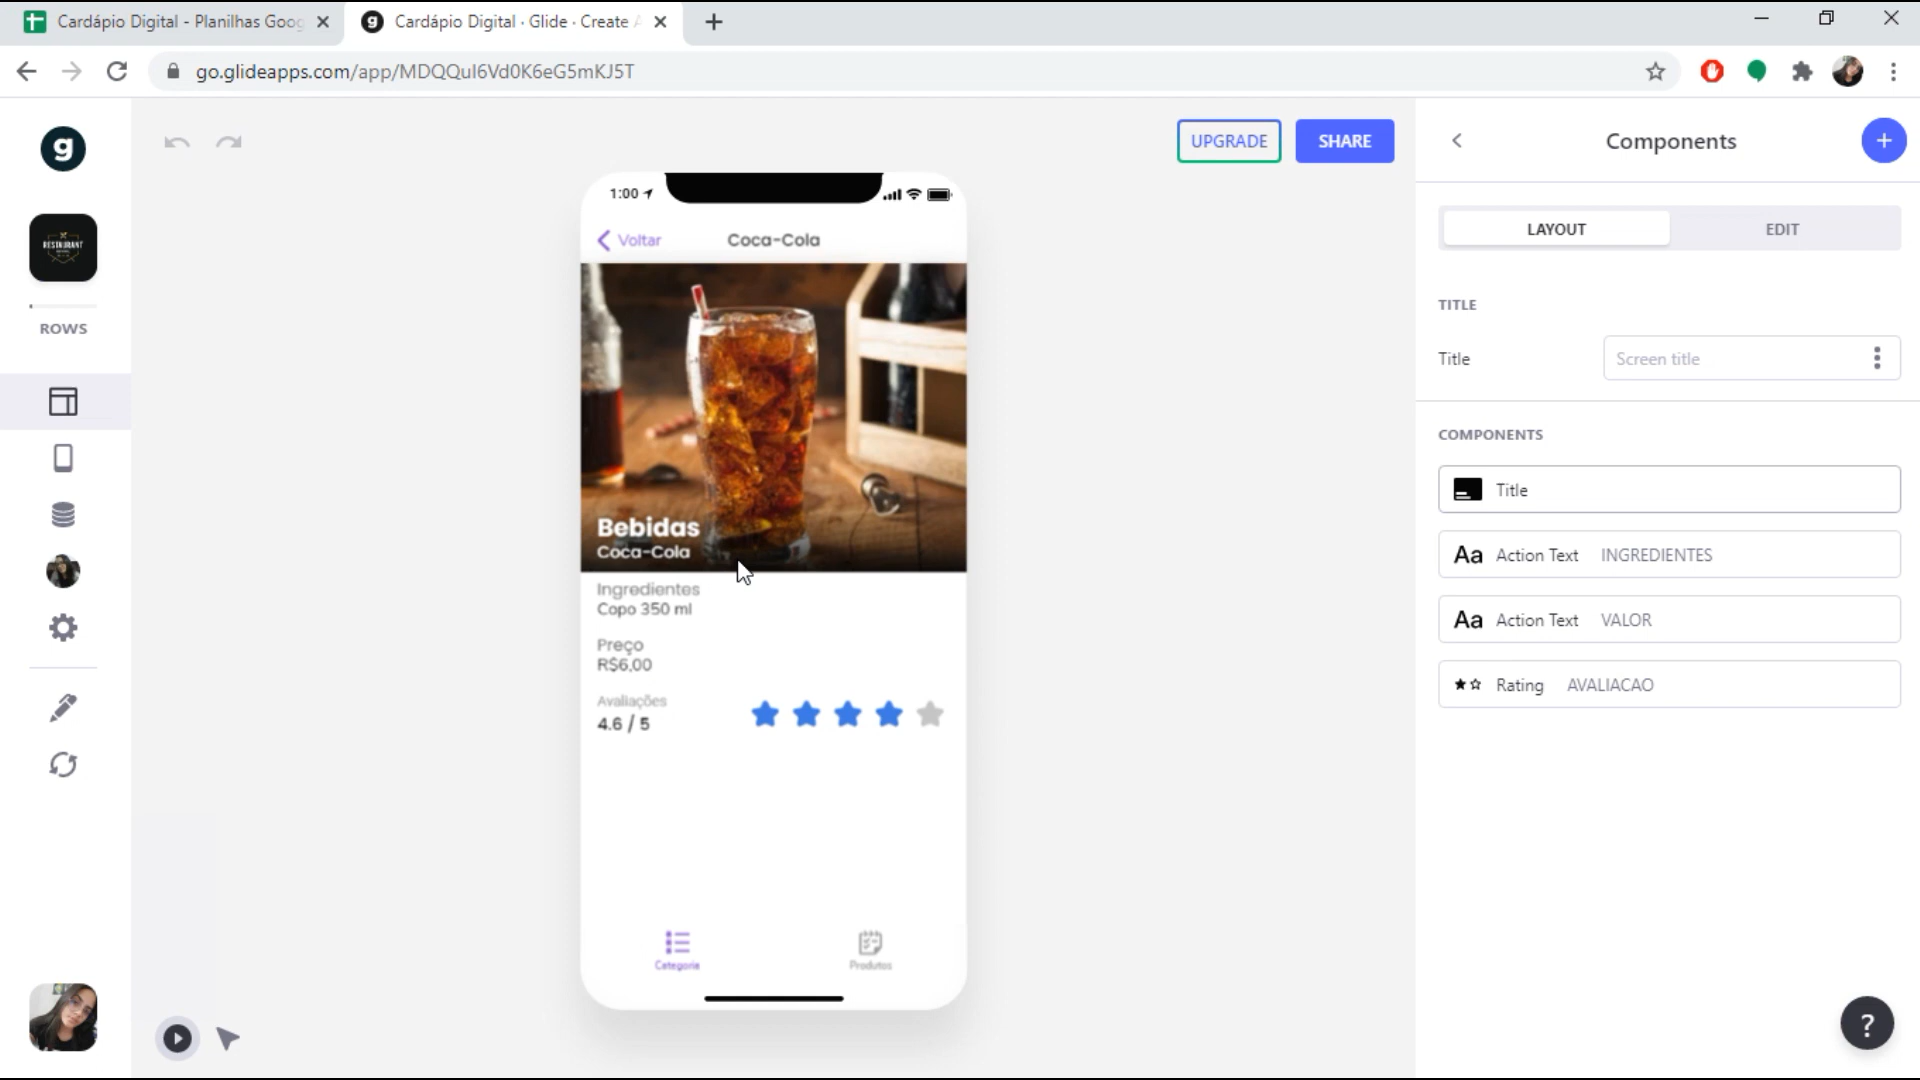 Cardápio Digital - Planilhas Goog
Cardápio Digital · Glide · Create A
go.glideapps.com/app/MDQQuI6Vd0K6eG5mKJ5T
g
RESTAURANT
ROWS
UPGRADE
SHARE
1:00
Voltar
Coca-Cola
Bebidas
Coca-Cola
Ingredientes
Copo 350 ml
Preço
R$6,00
Avaliações
4.6 / 5
Categoria
Produtos
Components
LAYOUT
EDIT
TITLE
Title
Screen title
COMPONENTS
Title
Aa Action Text INGREDIENTES
Aa Action Text VALOR
Rating AVALIACAO
?